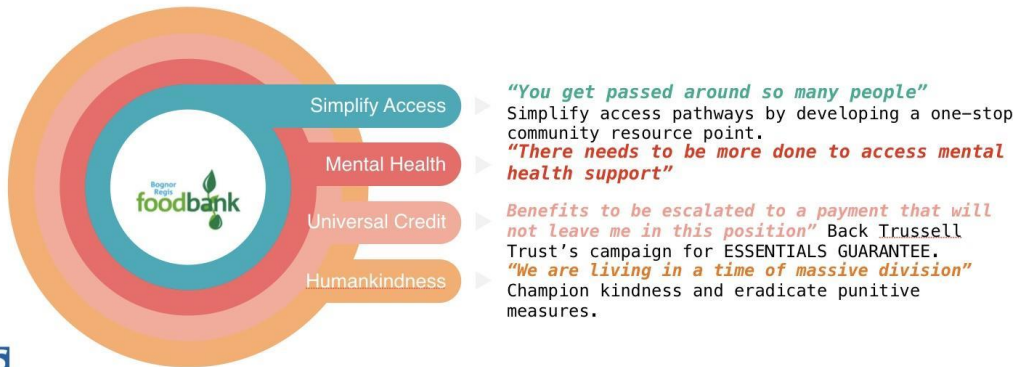 Simplify Access
Mental Health
Universal Credit
Humankindness
Bognor
Regis
foodbank
“You get passed around so many people”
Simplify access pathways by developing a one-stop
community resource point.
“There needs to be more done to access mental
health support”
Benefits to be escalated to a payment that will
not leave me in this position” Back Trussell
Trust’s campaign for ESSENTIALS GUARANTEE.
“We are living in a time of massive division”
Champion kindness and eradicate punitive
measures.